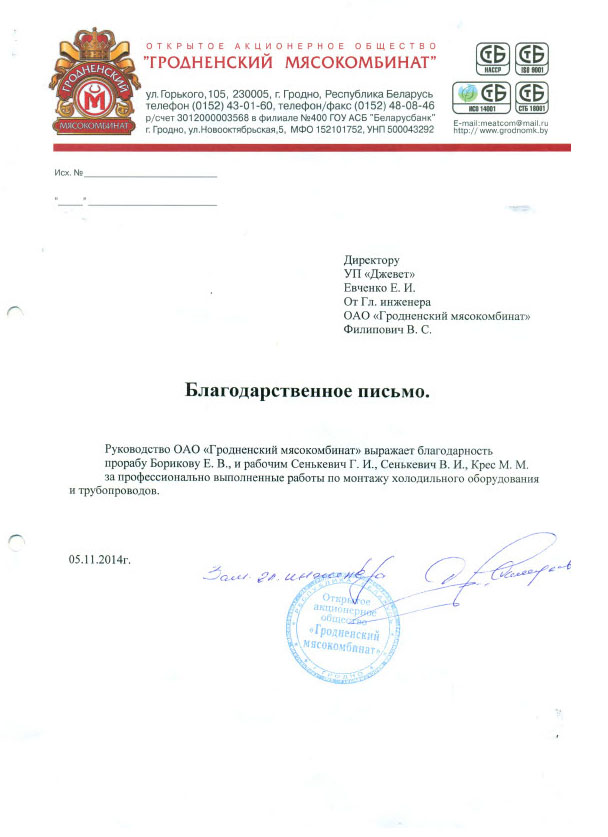 ГРОДНЕНСКИЙ
М
МЯСОКОМБИНАТ
ОТКРЫТОЕ АКЦИОНЕРНОЕ ОБЩЕСТВО
"ГРОДНЕНСКИЙ МЯСОКОМБИНАТ"
ул.Горького,105, 230005, г. Гродно, Республика Беларусь
телефон (0152) 43-01-60, телефон/факс (0152) 48-08-46
р/счет 3012000003568 в филиале №400 ГОУ АСБ "Беларусбанк"
г. Гродно, ул.Новооктябрьская,5, МФО 152101752, УНП 500043292
СТБ НАССР
СТБ ISO 9001
ИСО 14001 СТБ
СТБ 18001
E-mail:meatcom@mail.ru
http:// www.grodnomk.by
Исх. №
" "
Директору
УП «Джевет»
Евченко Е. И.
От Гл. инженера
ОАО «Гродненский мясокомбинат»
Филипович В. С.
Благодарственное письмо.
Руководство ОАО «Гродненский мясокомбинат» выражает благодарность
прорабу Борикову Е. В., и рабочим Сенькевич Г. И., Сенькевич В. И., Крес М. М.
за профессионально выполненные работы по монтажу холодильного оборудования
и трубопроводов.
05.11.2014г.
Зам. гл. инженера
Открытое
акционерное
общество
«Гродненский
мясокомбинат»
г. Гродно